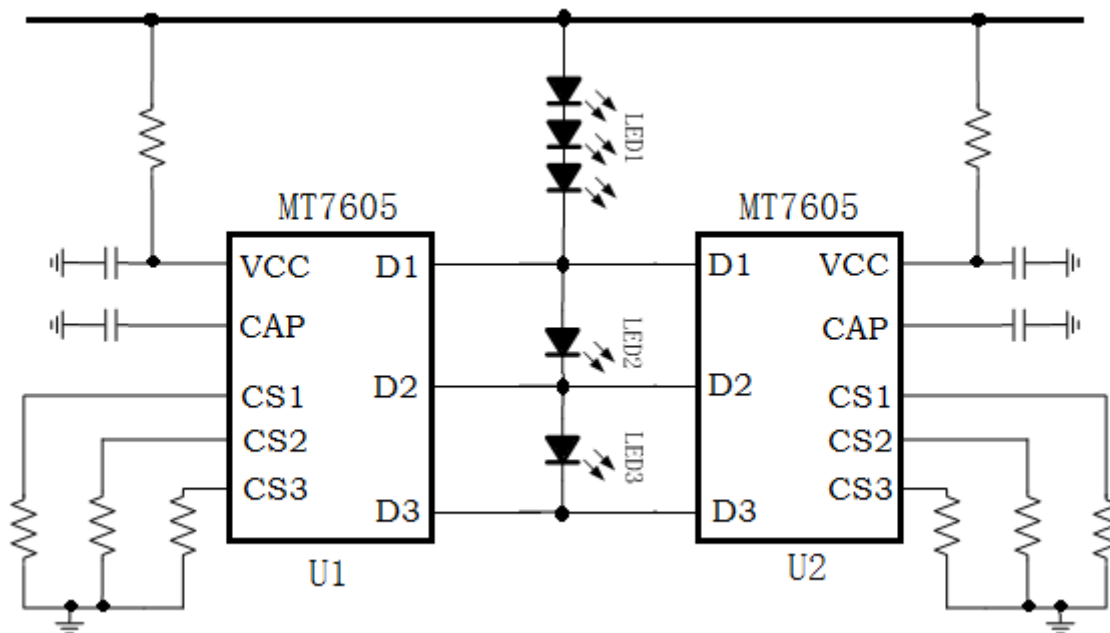 LED1
MT7605
VCC
CAP
CS1
CS2
CS3
D1
D2
D3
U1
LED2
LED3
MT7605
D1
D2
D3
VCC
CAP
CS1
CS2
CS3
U2